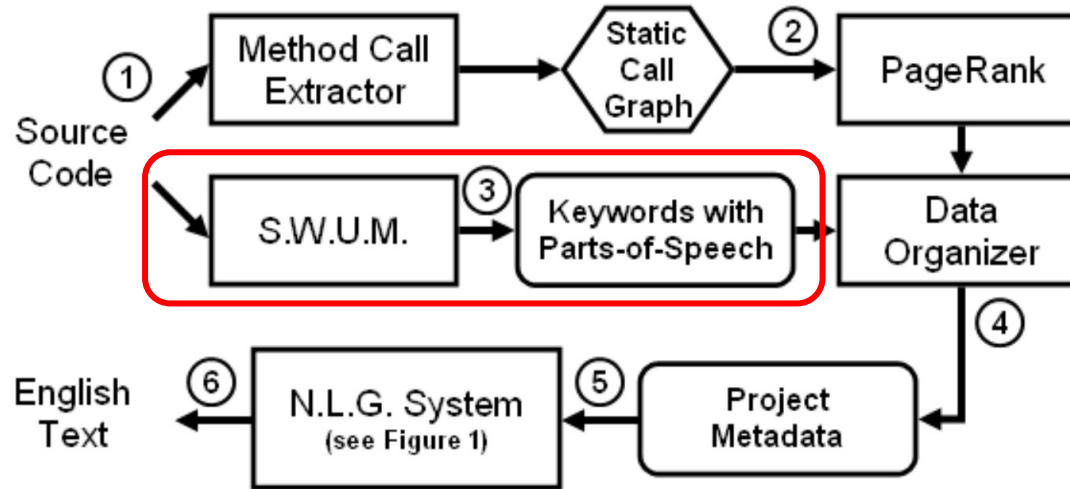 1
Method Call
Extractor
Static
Call
Graph
2
PageRank
Source
Code
S.W.U.M.
3
Keywords with
Parts-of-Speech
Data
Organizer
4
English
Text
6
N.L.G. System
(see Figure 1)
5
Project
Metadata